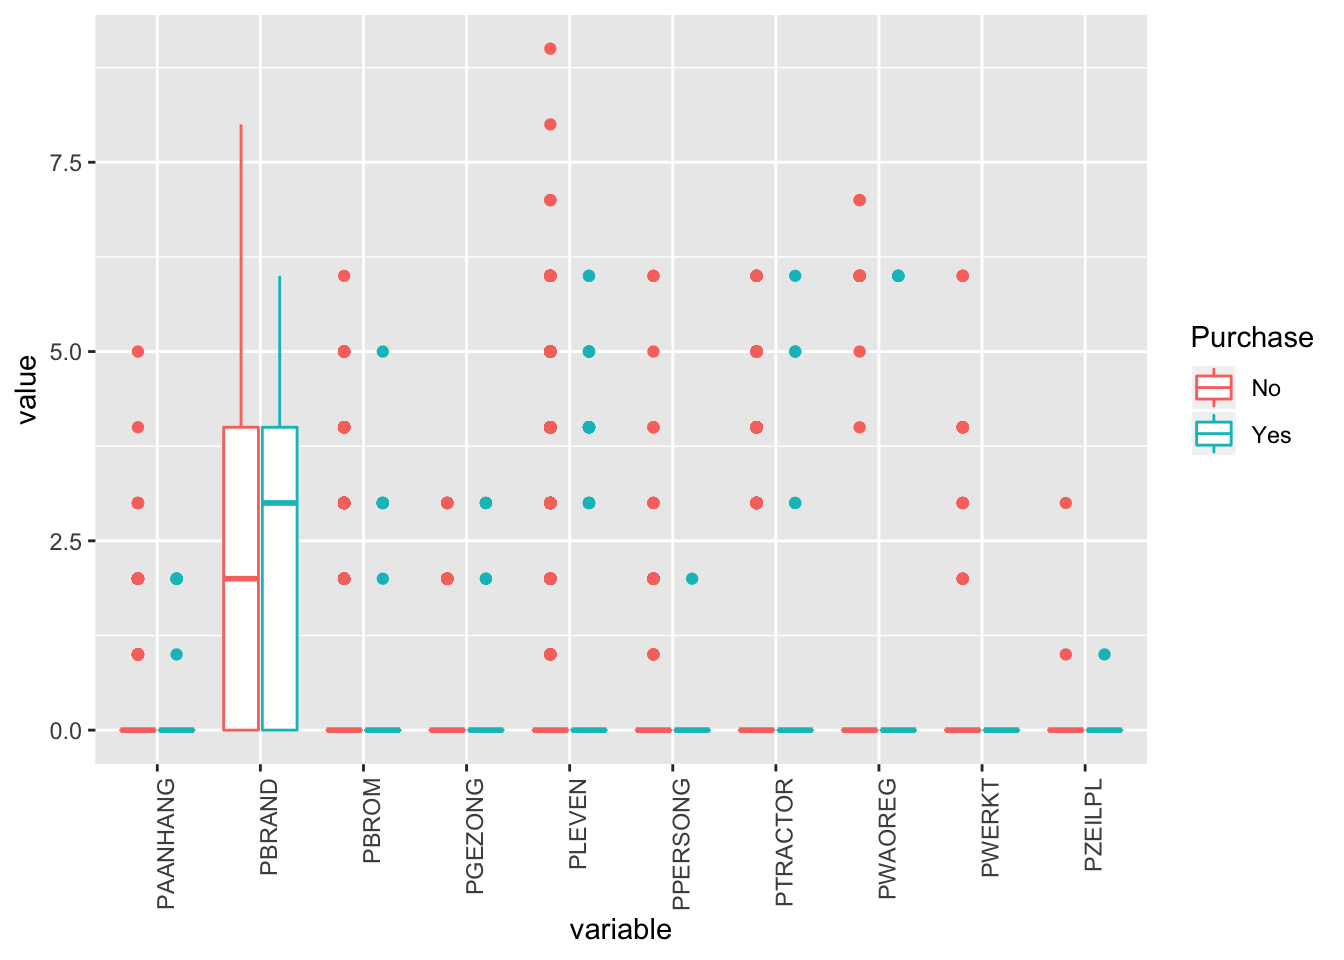 value
7.5
5.0
2.5
0.0
PAANHANG
PBRAND
PBROM
PGEZONG
PLEVEN
PPERSONG
PTRACTOR
PWAOREG
PWERKT
PZEILPL
variable
Purchase
No
Yes